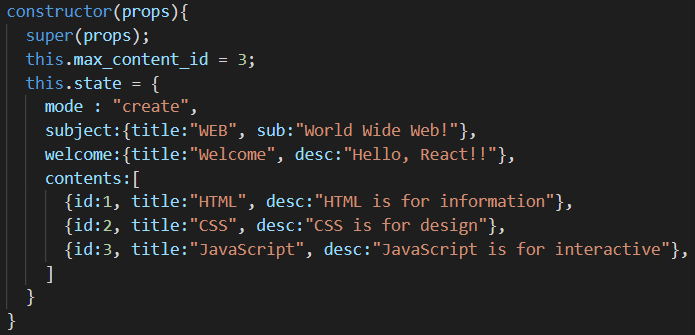 constructor(props){
super(props);
this.max_content_id = 3;
this.state = {
mode : "create",
subject:{title:"WEB", sub:"World Wide Web!"},
welcome:{title:"Welcome", desc:"Hello, React!!"},
contents:[
{id:1, title:"HTML", desc:"HTML is for information"},
{id:2, title:"CSS", desc:"CSS is for design"},
{id:3, title:"JavaScript", desc:"JavaScript is for interactive"},
]
}
}